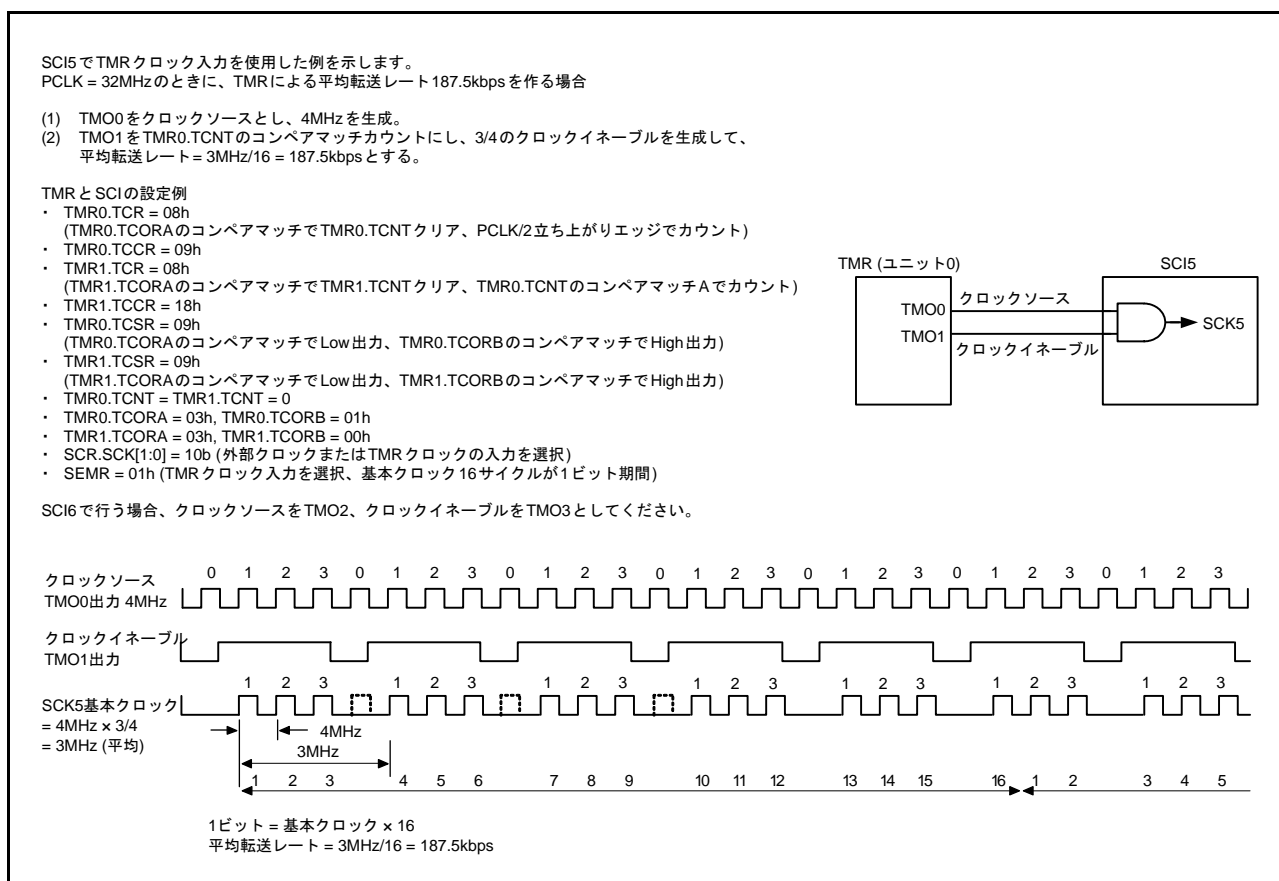 SCI5でTMRクロック入力を使用した例を示します。
PCLK = 32MHzのときに、TMRによる平均転送レート187.5kbpsを作る場合
(1) TMO0をクロックソースとし、4MHzを生成。
(2) TMO1をTMR0.TCNTのコンペアマッチカウントにし、3/4のクロックイネーブルを生成して、
平均転送レート= 3MHz/16 = 187.5kbpsとする。
TMRとSCIの設定例
・ TMR0.TCR = 08h
(TMR0.TCORAのコンペアマッチでTMR0.TCNTクリア、PCLK/2立ち上がりエッジでカウント)
・ TMR0.TCCR = 09h
・ TMR1.TCR = 08h
(TMR1.TCORAのコンペアマッチでTMR1.TCNTクリア、TMR0.TCNTのコンペアマッチAでカウント)
・ TMR1.TCCR = 18h
・ TMR0.TCSR = 09h
(TMR0.TCORAのコンペアマッチでLow出力、TMR0.TCORBのコンペアマッチでHigh出力)
・ TMR1.TCSR = 09h
(TMR1.TCORAのコンペアマッチでLow出力、TMR1.TCORBのコンペアマッチでHigh出力)
・ TMR0.TCNT = TMR1.TCNT = 0
・ TMR0.TCORA = 03h, TMR0.TCORB = 01h
・ TMR1.TCORA = 03h, TMR1.TCORB = 00h
・ SCR.SCK[1:0] = 10b (外部クロックまたはTMRクロックの入力を選択)
・ SEMR = 01h (TMRクロック入力を選択、基本クロック16サイクルが1ビット期間)
SCI6で行う場合、クロックソースをTMO2、クロックイネーブルをTMO3としてください。
TMR (ユニット0)
SCI5
TMO0
クロックソース
TMO1
クロックイネーブル
SCK5
クロックソース
TMO0出力 4MHz
0 1 2 3 0 1 2 3 0 1 2 3 0 1 2 3 0 1 2 3 0 1 2 3 0 1 2 3
クロックイネーブル
TMO1出力
1 2 3 1 2 3 1 2 3 1 2 3 1 2 3 1 2 3 1 2 3
SCK5基本クロック
= 4MHz x 3/4
= 3MHz (平均)
4MHz
3MHz
1 2 3 4 5 6 7 8 9 10 11 12 13 14 15 16 1 2 3 4 5
1ビット = 基本クロック × 16
平均転送レート = 3MHz/16 = 187.5kbps